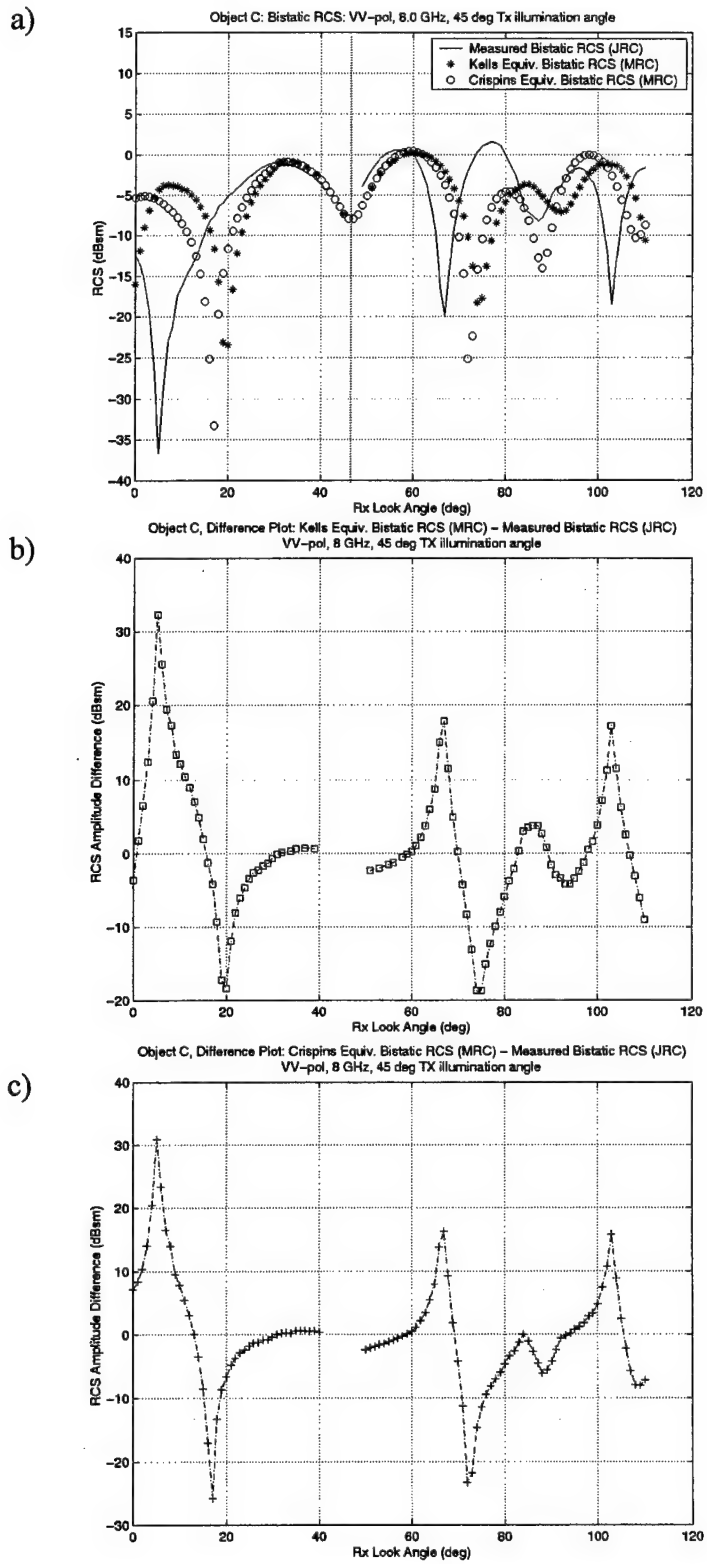 a)
Object C: Bistatic RCS: VV-pol, 8.0 GHz, 45 deg Tx illumination angle
Measured Bistatic RCS (JRC)
Kells Equiv. Bistatic RCS (MRC)
Crispins Equiv. Bistatic RCS (MRC)
RCS (dBsm)
15
10
5
0
−5
−10
−15
−20
−25
−30
−35
−40
0
20
40
60
80
100
120
Rx Look Angle (deg)
b)
Object C, Difference Plot: Kells Equiv. Bistatic RCS (MRC) − Measured Bistatic RCS (JRC)
VV−pol, 8 GHz, 45 deg TX illumination angle
RCS Amplitude Difference (dBsm)
40
30
20
10
0
−10
−20
0
20
40
60
80
100
120
Rx Look Angle (deg)
c)
Object C, Difference Plot: Crispins Equiv. Bistatic RCS (MRC) − Measured Bistatic RCS (JRC)
VV−pol, 8 GHz, 45 deg TX illumination angle
RCS Amplitude Difference (dBsm)
40
30
20
10
0
−10
−20
−30
0
20
40
60
80
100
120
Rx Look Angle (deg)